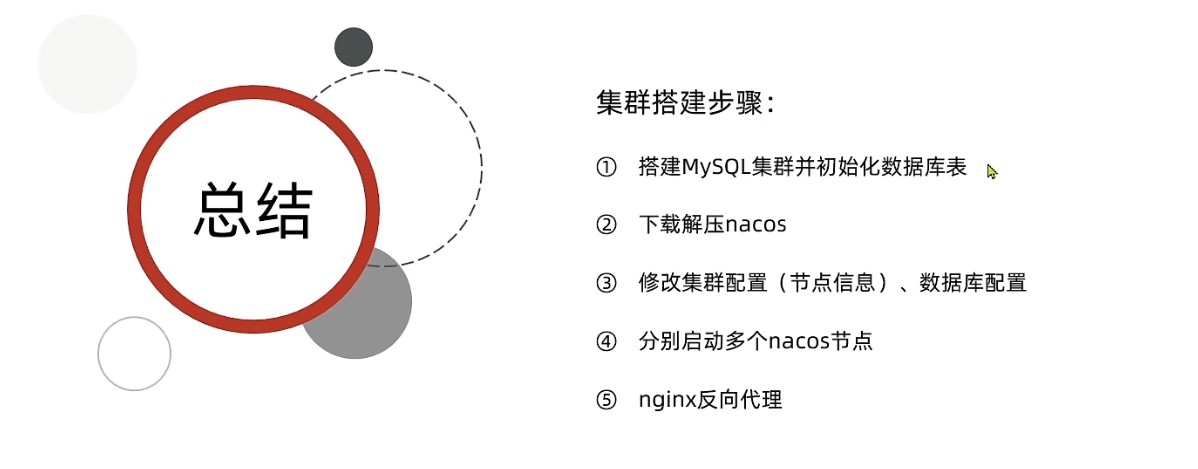 总结
集群搭建步骤：
① 搭建MySQL集群并初始化数据库表
② 下载解压nacos
③ 修改集群配置（节点信息）、数据库配置
④ 分别启动多个nacos节点
⑤ nginx反向代理